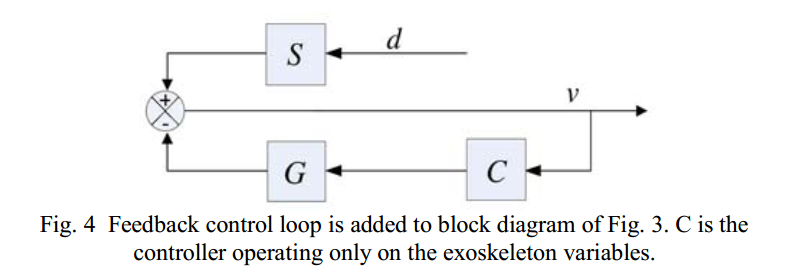 d
S
+
v
-
G
C
Fig. 4 Feedback control loop is added to block diagram of Fig. 3. C is the
controller operating only on the exoskeleton variables.